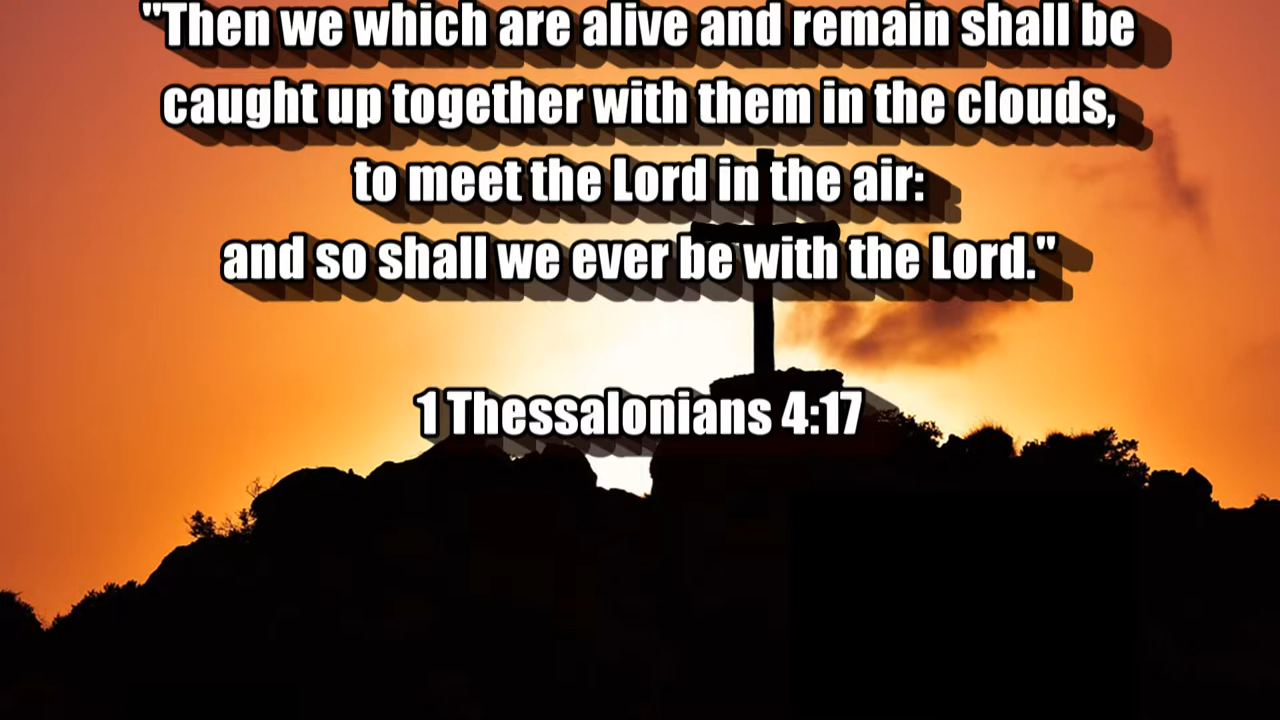 "Then we which are alive and remain shall be
caught up together with them in the clouds,
to meet the Lord in the air:
and so shall we ever be with the Lord."
1 Thessalonians 4:17